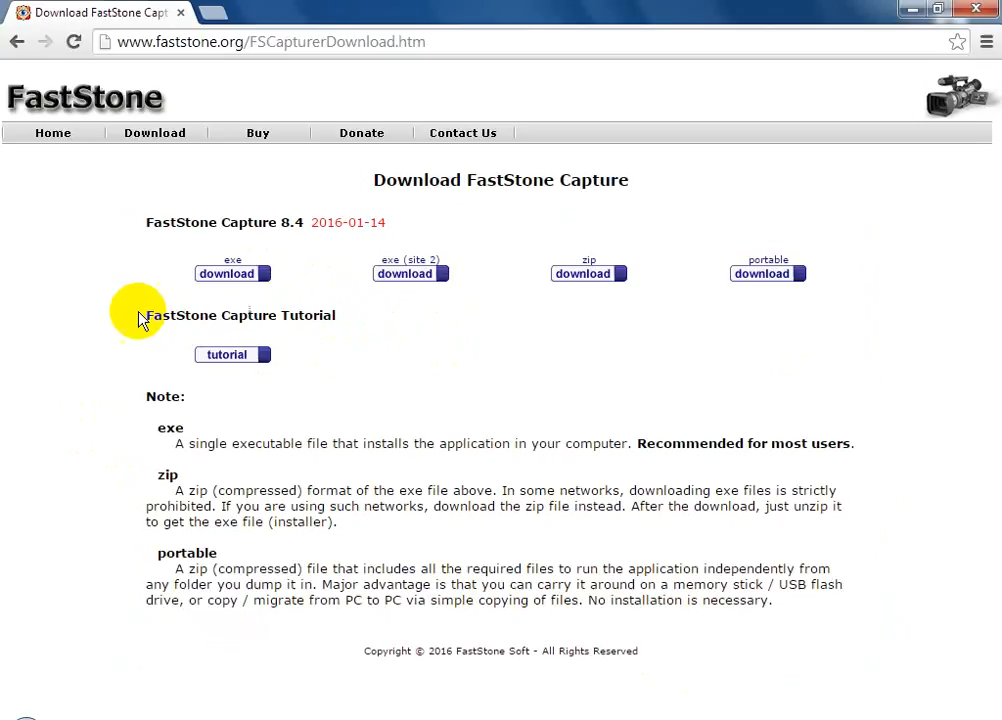 Download FastStone Capt
www.faststone.org/FSCapturerDownload.htm
FastStone
Home Download Buy Donate Contact Us
Download FastStone Capture
FastStone Capture 8.4 2016-01-14
exe exe (site 2) zip portable
download download download download
FastStone Capture Tutorial
tutorial
Note:
exe
A single executable file that installs the application in your computer. Recommended for most users.
zip
A zip (compressed) format of the exe file above. In some networks, downloading exe files is strictly
prohibited. If you are using such networks, download the zip file instead. After the download, just unzip it
to get the exe file (installer).
portable
A zip (compressed) file that includes all the required files to run the application independently from
any folder you dump it in. Major advantage is that you can carry it around on a memory stick / USB flash
drive, or copy / migrate from PC to PC via simple copying of files. No installation is necessary.
Copyright © 2016 FastStone Soft - All Rights Reserved